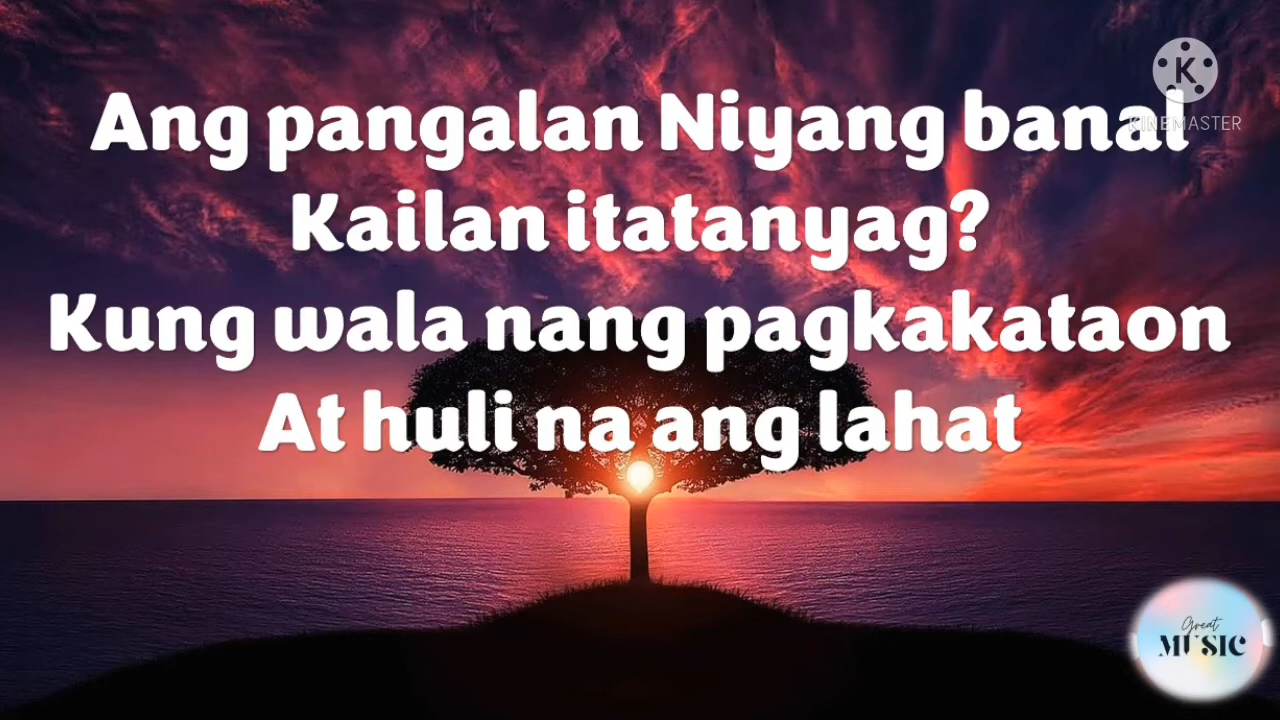 Ang pangalan Niyang banal
Kailan itatanyag?
Kung wala nang pagkakataon
At huli na ang lahat
K
KINEMASTER
Great
MUSIC